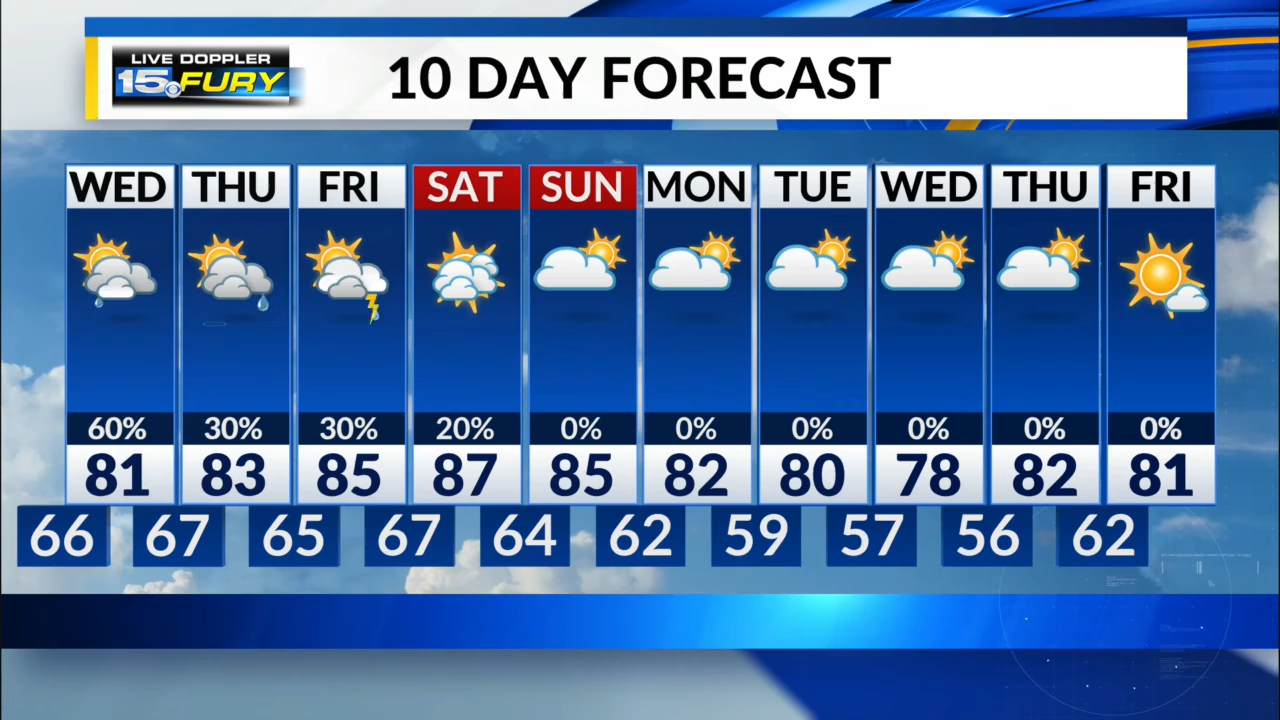 LIVE DOPPLER
15 FURY
10 DAY FORECAST
WED THU FRI SAT SUN MON TUE WED THU FRI
60% 30% 30% 20% 0% 0% 0% 0% 0% 0%
81 83 85 87 85 82 80 78 82 81
66 67 65 67 64 62 59 57 56 62